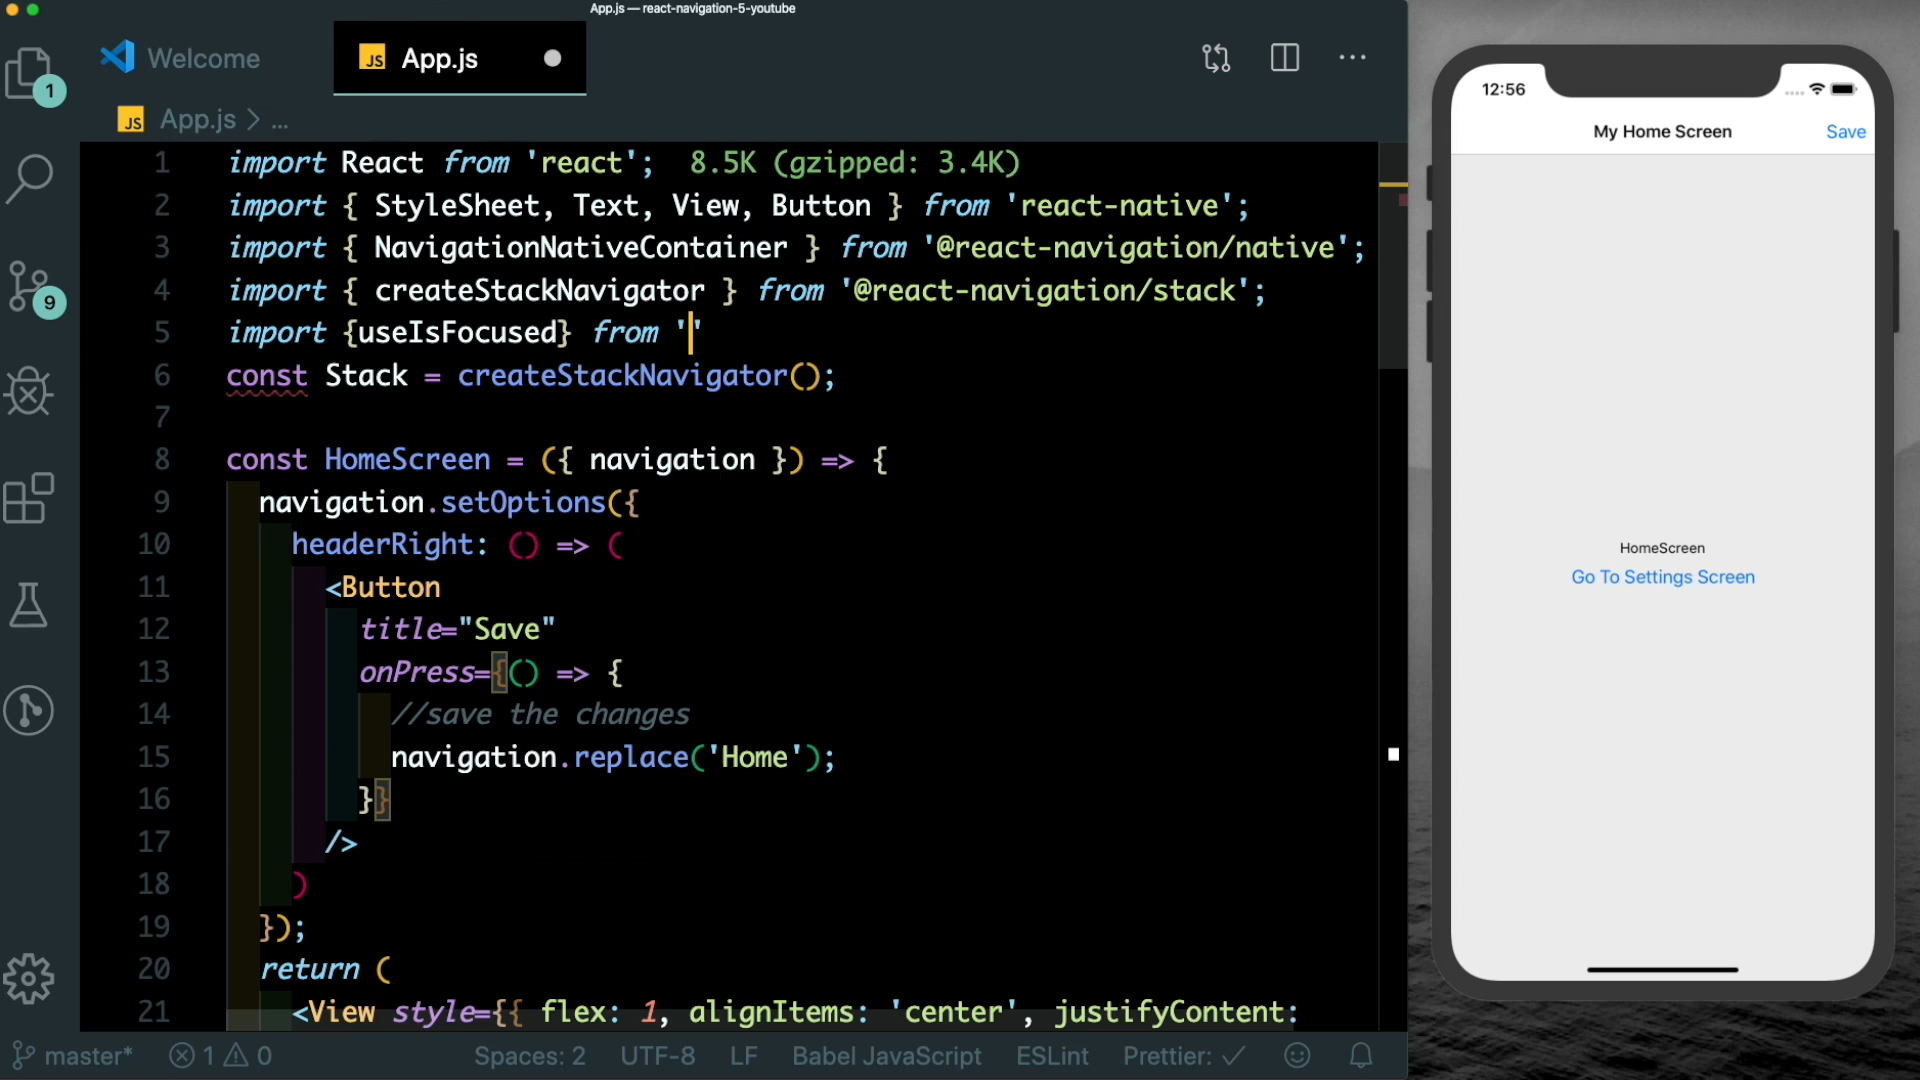 App.js — react-navigation-5-youtube
Welcome
JS App.js
JS App.js > ...
1 import React from 'react'; 8.5K (gzipped: 3.4K)
2 import { StyleSheet, Text, View, Button } from 'react-native';
3 import { NavigationNativeContainer } from '@react-navigation/native';
4 import { createStackNavigator } from '@react-navigation/stack';
5 import {useIsFocused} from ''
6 const Stack = createStackNavigator();
7
8 const HomeScreen = ({ navigation }) => {
9 navigation.setOptions({
10 headerRight: () => (
11 <Button
12 title="Save"
13 onPress={() => {
14 //save the changes
15 navigation.replace('Home');
16 }}
17 />
18 )
19 });
20 return (
21 <View style={{ flex: 1, alignItems: 'center', justifyContent:
1
9
master* 1 0 Spaces: 2 UTF-8 LF Babel JavaScript ESLint Prettier: ✓
12:56
My Home Screen Save
HomeScreen
Go To Settings Screen